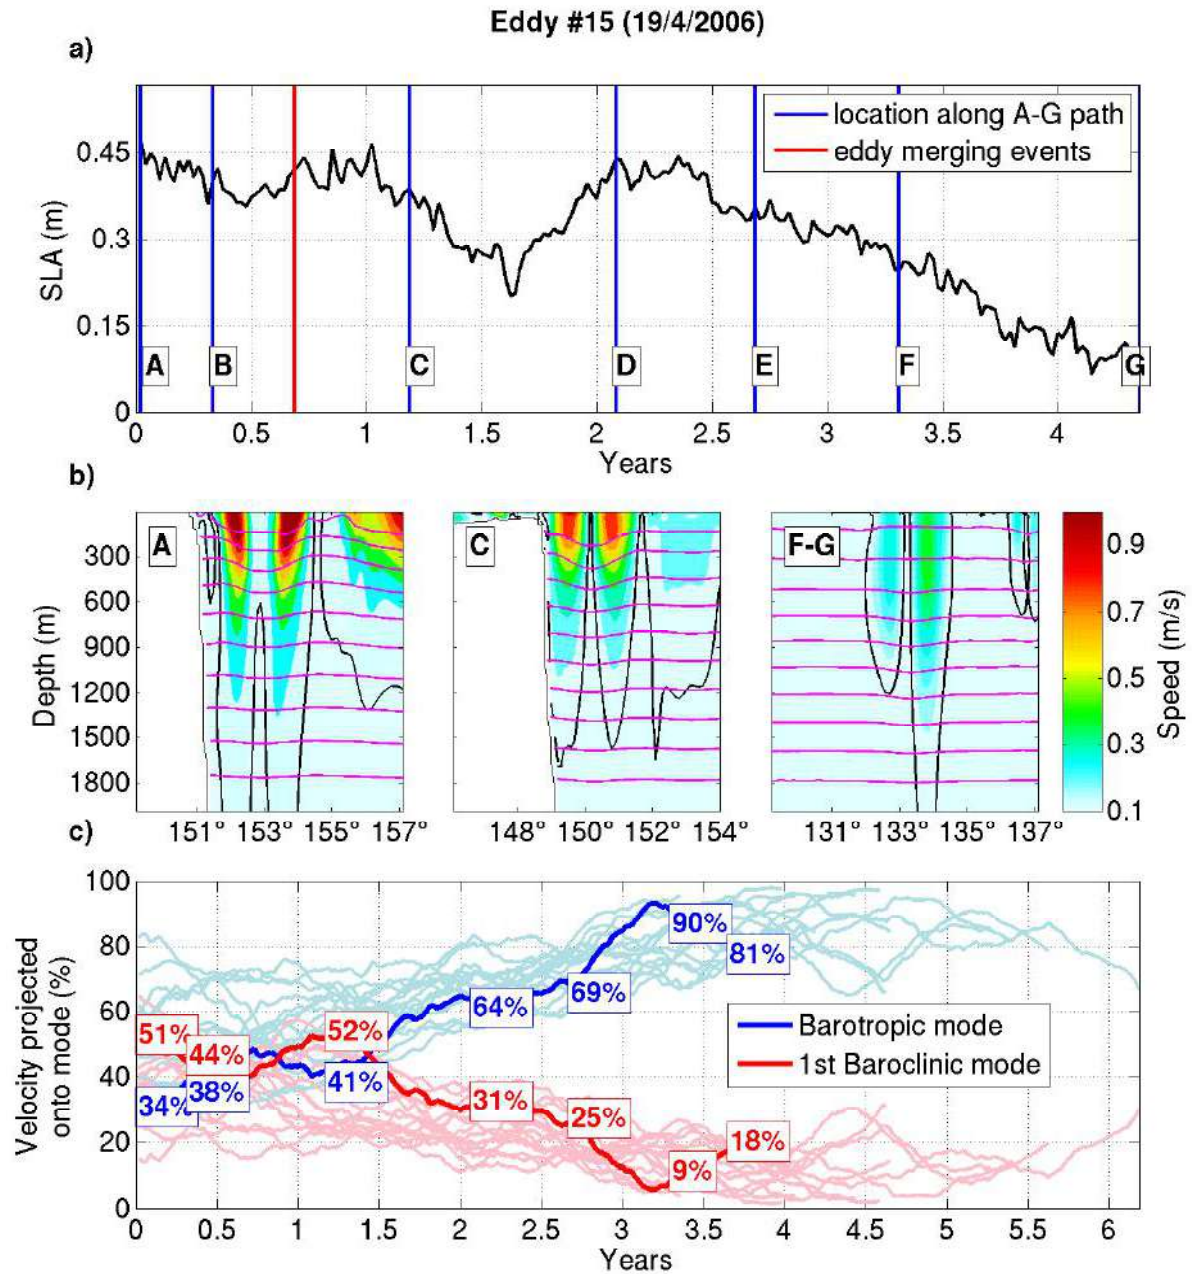 Eddy #15 (19/4/2006)
a)
location along A-G path
eddy merging events
SLA (m)
0.45
0.3
0.15
0
A
B
C
D
E
F
G
0 0.5 1 1.5 2 2.5 3 3.5 4
Years
b)
A
C
F-G
Depth (m)
300
600
900
1200
1500
1800
151° 153° 155° 157°
148° 150° 152° 154°
131° 133° 135° 137°
0.9
0.7
0.5
0.3
0.1
Speed (m/s)
c)
Velocity projected
onto mode (%)
100
80
60
40
20
0
51%
44%
52%
34%
38%
41%
64%
69%
90%
81%
31%
25%
9%
18%
Barotropic mode
1st Baroclinic mode
0 0.5 1 1.5 2 2.5 3 3.5 4 4.5 5 5.5 6
Years